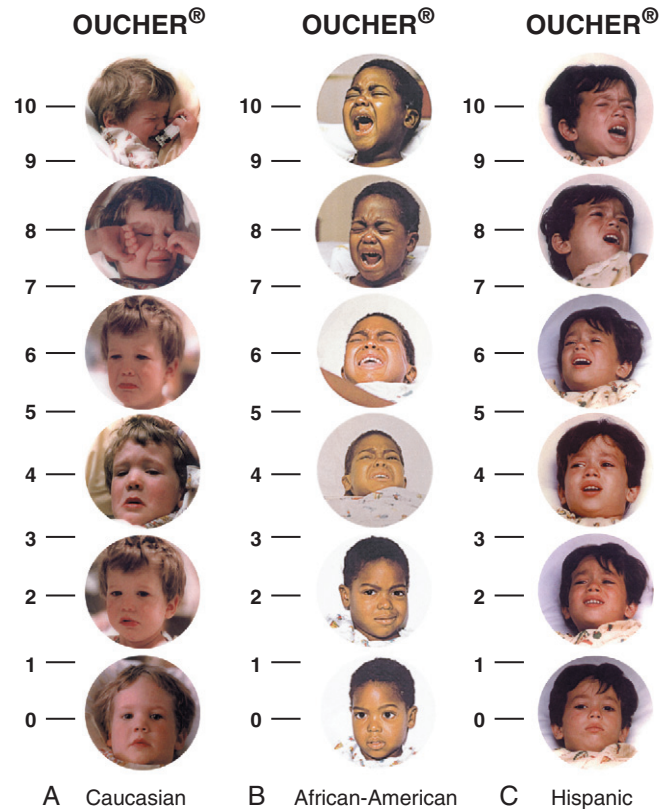 OUCHER® OUCHER® OUCHER®
10 10 10
9 9 9
8 8 8
7 7 7
6 6 6
5 5 5
4 4 4
3 3 3
2 2 2
1 1 1
0 0 0
A Caucasian B African-American C Hispanic